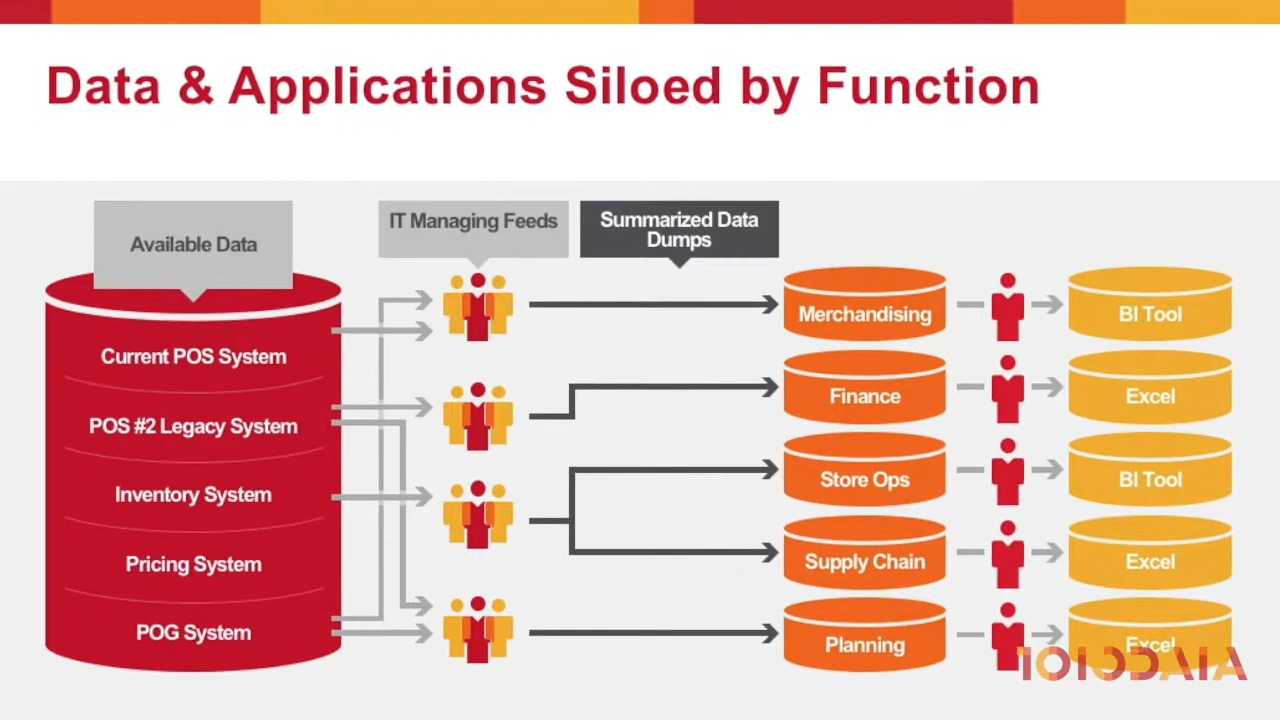 Data & Applications Siloed by Function
Available Data
IT Managing Feeds
Summarized Data
Dumps
Current POS System
POS #2 Legacy System
Inventory System
Pricing System
POG System
Merchandising
BI Tool
Finance
Excel
Store Ops
BI Tool
Supply Chain
Excel
Planning
Excel
1010DATA